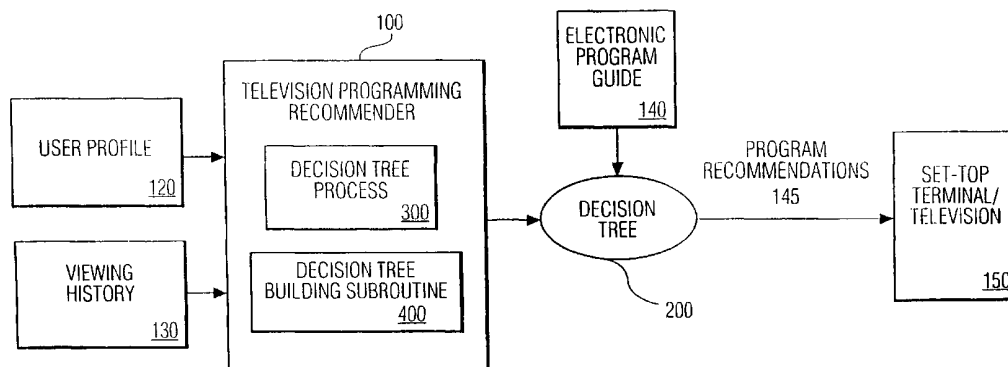 USER PROFILE
120
VIEWING
HISTORY
130
100
TELEVISION PROGRAMMING
RECOMMENDER
DECISION TREE
PROCESS
300
DECISION TREE
BUILDING SUBROUTINE
400
ELECTRONIC
PROGRAM
GUIDE
140
DECISION
TREE
200
PROGRAM
RECOMMENDATIONS
145
SET-TOP
TERMINAL/
TELEVISION
150